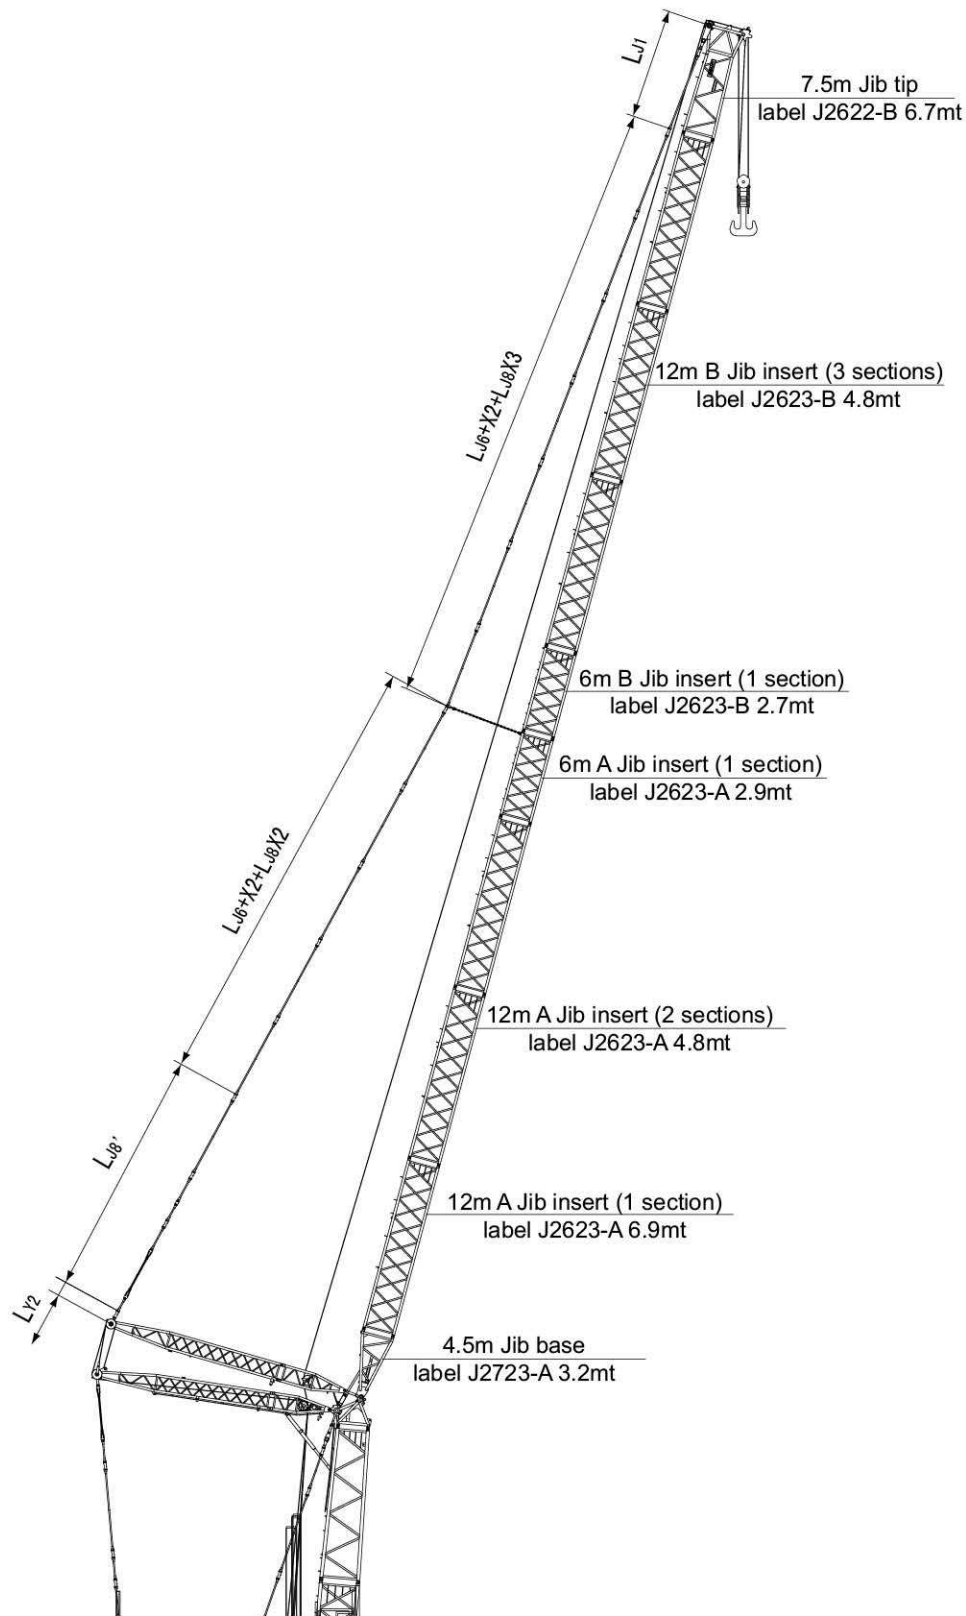 LJ1
7.5m Jib tip
label J2622-B 6.7mt
LJ6+X2+LJ8X3
12m B Jib insert (3 sections)
label J2623-B 4.8mt
6m B Jib insert (1 section)
label J2623-B 2.7mt
6m A Jib insert (1 section)
label J2623-A 2.9mt
LJ6+X2+LJ8X2
12m A Jib insert (2 sections)
label J2623-A 4.8mt
LJ8'
12m A Jib insert (1 section)
label J2623-A 6.9mt
LY2
4.5m Jib base
label J2723-A 3.2mt